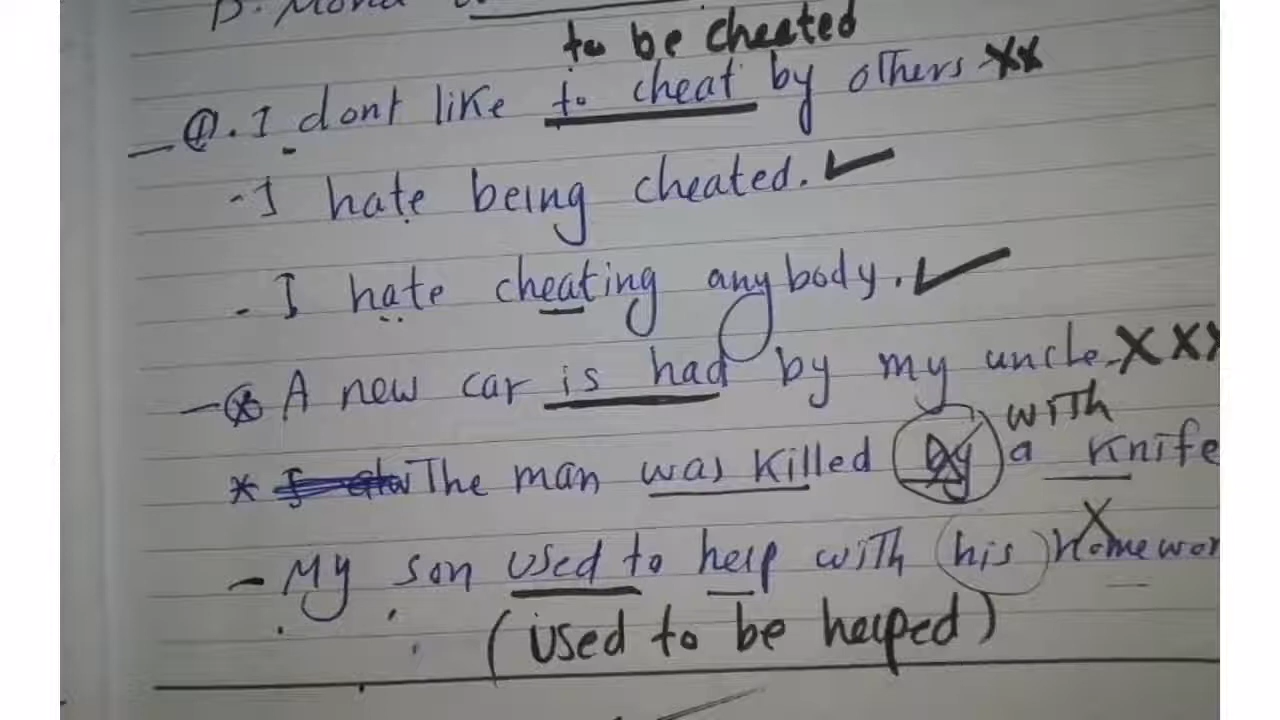 D. Mona
to be cheated
①. I dont like to cheat by others xx
- I hate being cheated. ✓
- I hate cheating anybody. ✓
- * A new car is had by my uncle. XXX
with
* The man was killed by a knife
- My son used to help with his homewor
(used to be helped)